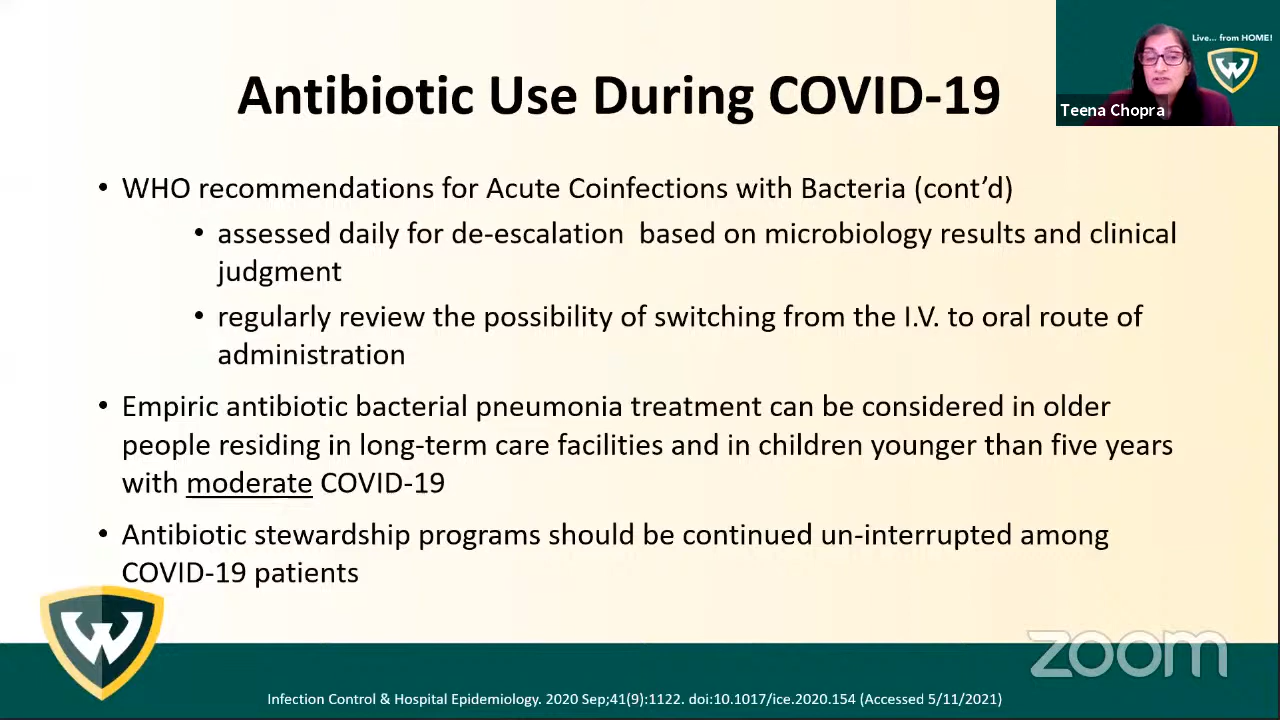 Live... from HOME!
Teena Chopra
Antibiotic Use During COVID-19
• WHO recommendations for Acute Coinfections with Bacteria (cont’d)
• assessed daily for de-escalation  based on microbiology results and clinical
judgment
• regularly review the possibility of switching from the I.V. to oral route of
administration
• Empiric antibiotic bacterial pneumonia treatment can be considered in older
people residing in long-term care facilities and in children younger than five years
with moderate COVID-19
• Antibiotic stewardship programs should be continued un-interrupted among
COVID-19 patients
W
W
zoom
Infection Control & Hospital Epidemiology. 2020 Sep;41(9):1122. doi:10.1017/ice.2020.154 (Accessed 5/11/2021)